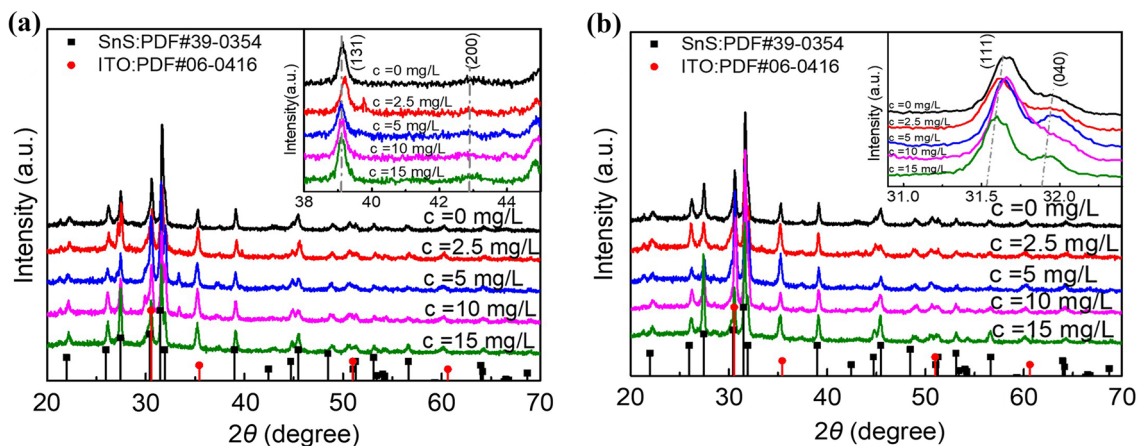 (a)
SnS:PDF#39-0354
ITO:PDF#06-0416
Intensity (a.u.)
Intensity(a.u.)
(131)
(200)
c =0 mg/L
c =2.5 mg/L
c =5 mg/L
c =10 mg/L
c =15 mg/L
38 40 42 44
c =0 mg/L
c =2.5 mg/L
c =5 mg/L
c =10 mg/L
c =15 mg/L
20 30 40 50 60 70
2θ (degree)
(b)
SnS:PDF#39-0354
ITO:PDF#06-0416
Intensity (a.u.)
Intensity (a.u.)
(111)
(040)
c =0 mg/L
c =2.5 mg/L
c =5 mg/L
c =10 mg/L
c =15 mg/L
31.0 31.5 32.0
c =0 mg/L
c =2.5 mg/L
c =5 mg/L
c =10 mg/L
c =15 mg/L
20 30 40 50 60 70
2θ (degree)